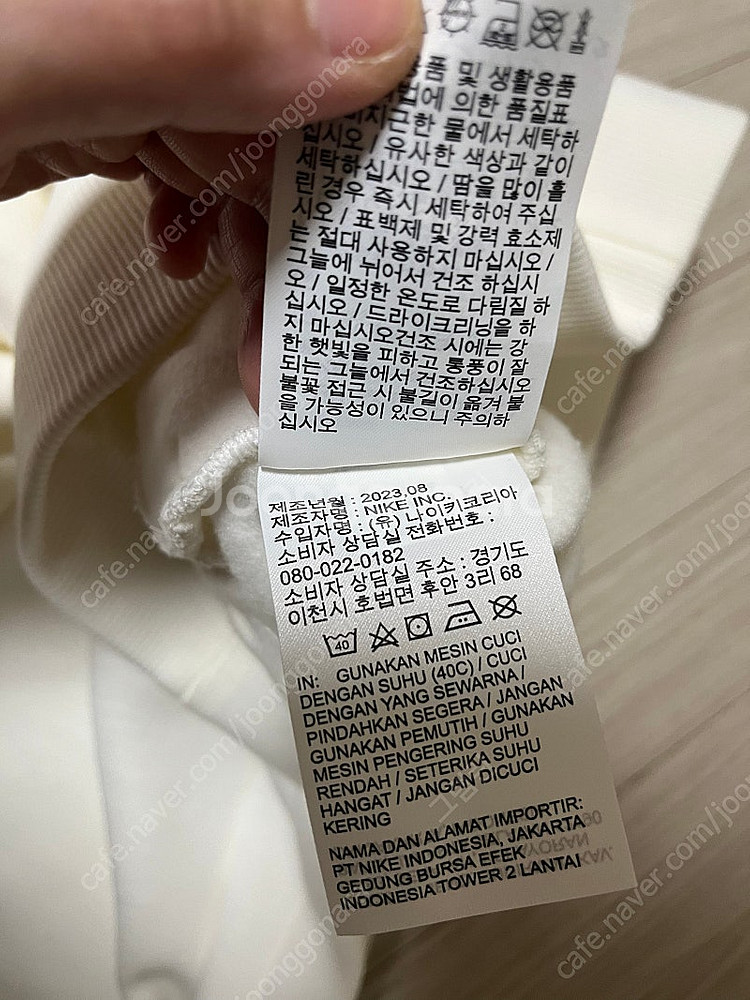 품 및 생활용품
법에 의한 품질표
미지근한 물에서 세탁하
십시오 / 유사한 색상과 같이
세탁하십시오 / 땀을 많이 흘
린 경우 즉시 세탁하여 주십
시오 / 표백제 및 강력 효소제
는 절대 사용하지 마십시오 /
그늘에 뉘어서 건조 하십시
오 / 일정한 온도로 다림질 하
십시오 / 드라이크리닝을 하
지 마십시오건조 시에는 강
한 햇빛을 피하고 통풍이 잘
되는 그늘에서 건조하십시오
불꽃 접근 시 불길이 옮겨 붙
을 가능성이 있으니 주의하
십시오
제조년월 : 2023.08
제조자명 : NIKE INC.
수입자명 : (유) 나이키코리아
소비자 상담실 전화번호 :
080-022-0182
소비자 상담실 주소 : 경기도
이천시 호법면 후안 3리 68
40
IN: GUNAKAN MESIN CUCI
DENGAN SUHU (40C) / CUCI
DENGAN YANG SEWARNA /
PINDAHKAN SEGERA / JANGAN
GUNAKAN PEMUTIH / GUNAKAN
MESIN PENGERING SUHU
RENDAH / SETERIKA SUHU
HANGAT / JANGAN DICUCI
KERING
NAMA DAN ALAMAT IMPORTIR:
PT NIKE INDONESIA, JAKARTA
GEDUNG BURSA EFEK
INDONESIA TOWER 2 LANTAI
Joonggonara
cafe.naver.com/joonggonara